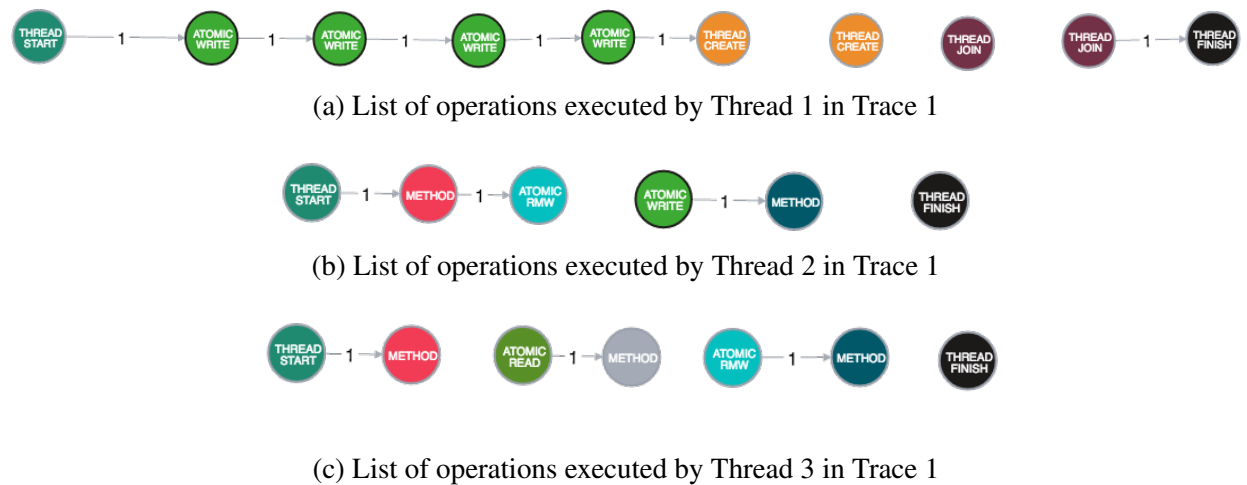 THREAD START 1 ATOMIC WRITE 1 ATOMIC WRITE 1 ATOMIC WRITE 1 ATOMIC WRITE 1 THREAD CREATE THREAD CREATE THREAD JOIN THREAD JOIN 1 THREAD FINISH
(a) List of operations executed by Thread 1 in Trace 1
THREAD START 1 METHOD 1 ATOMIC RMW ATOMIC WRITE 1 METHOD THREAD FINISH
(b) List of operations executed by Thread 2 in Trace 1
THREAD START 1 METHOD ATOMIC READ 1 METHOD ATOMIC RMW 1 METHOD THREAD FINISH
(c) List of operations executed by Thread 3 in Trace 1